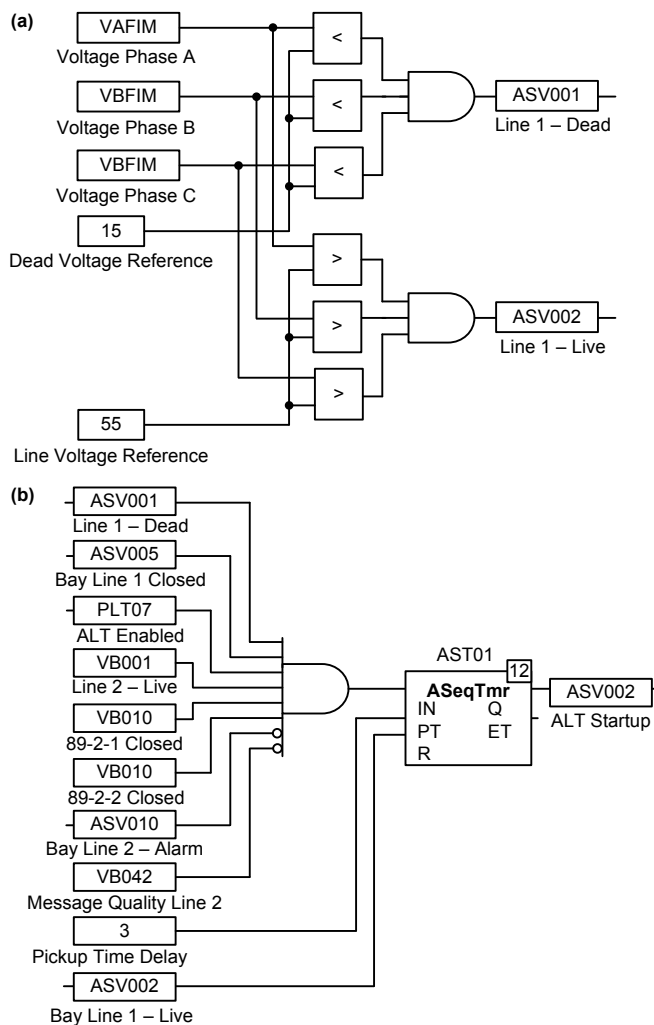 (a)
VAFIM
Voltage Phase A
VBFIM
Voltage Phase B
VBFIM
Voltage Phase C
15
Dead Voltage Reference
<
<
<
ASV001
Line 1 – Dead
>
>
>
ASV002
Line 1 – Live
55
Line Voltage Reference
(b)
ASV001
Line 1 – Dead
ASV005
Bay Line 1 Closed
PLT07
ALT Enabled
VB001
Line 2 – Live
VB010
89-2-1 Closed
VB010
89-2-2 Closed
ASV010
Bay Line 2 – Alarm
VB042
Message Quality Line 2
3
Pickup Time Delay
ASV002
Bay Line 1 – Live
AST01
12
ASeqTmr
IN Q
PT ET
R
ASV002
ALT Startup